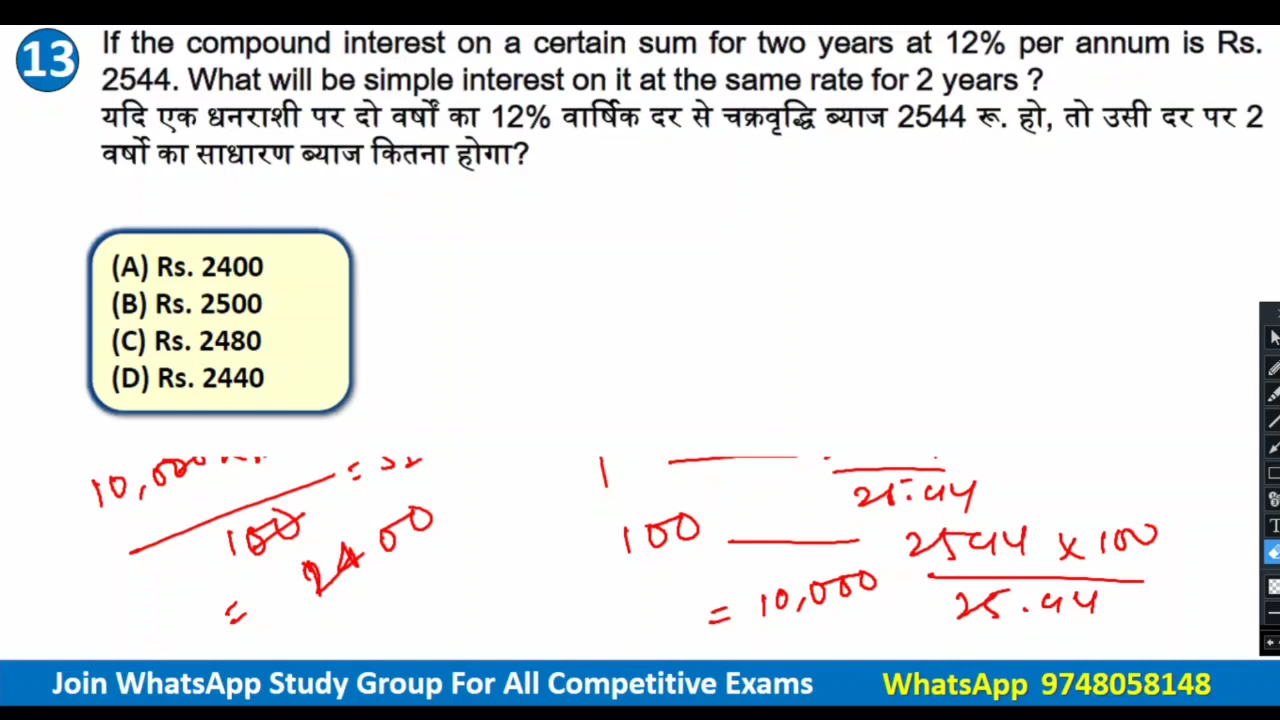 13
If the compound interest on a certain sum for two years at 12% per annum is Rs.
2544. What will be simple interest on it at the same rate for 2 years ?
यदि एक धनराशी पर दो वर्षों का 12% वार्षिक दर से चक्रवृद्धि ब्याज 2544 रू. हो, तो उसी दर पर 2
वर्षो का साधारण ब्याज कितना होगा?
(A) Rs. 2400
(B) Rs. 2500
(C) Rs. 2480
(D) Rs. 2440
10,000
100
= 2400
1
25.44
100 2544 x 100
= 10,000 25.44
Join WhatsApp Study Group For All Competitive Exams WhatsApp 9748058148